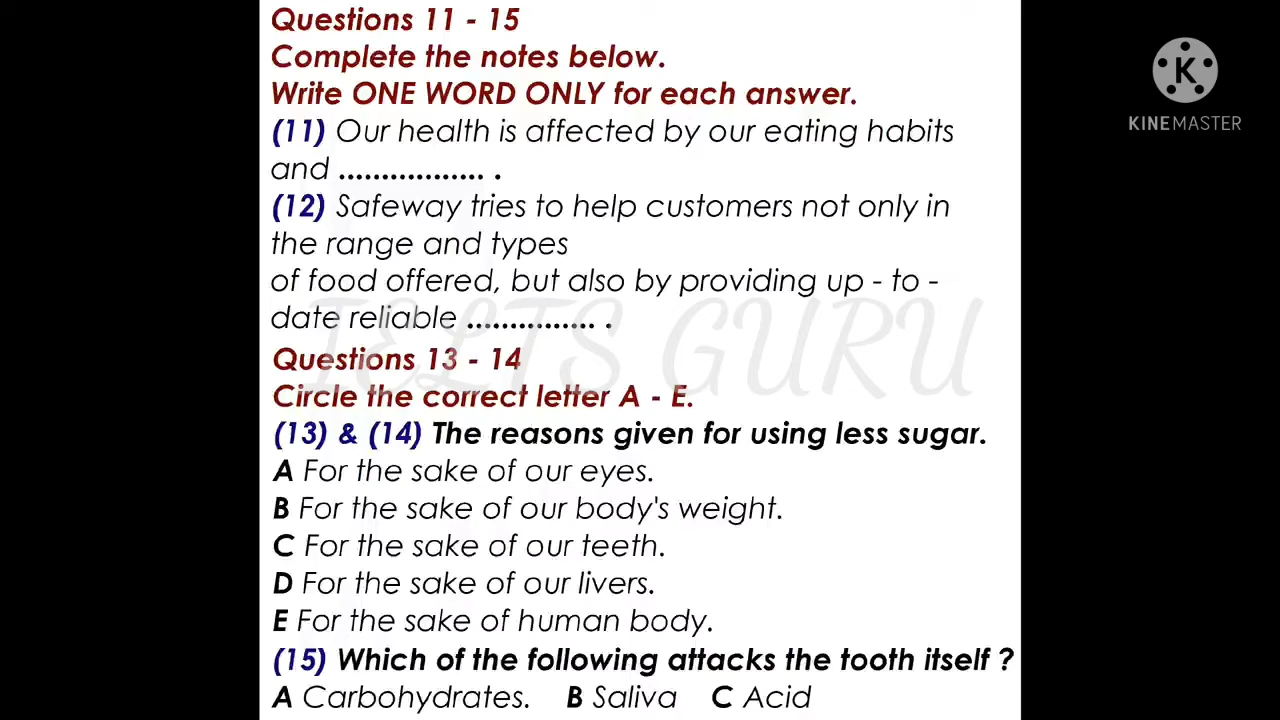 Questions 11 - 15
Complete the notes below.
Write ONE WORD ONLY for each answer.
(11) Our health is affected by our eating habits
and ................. .
(12) Safeway tries to help customers not only in
the range and types
of food offered, but also by providing up - to -
date reliable ............... .
Questions 13 - 14
Circle the correct letter A - E.
(13) & (14) The reasons given for using less sugar.
A For the sake of our eyes.
B For the sake of our body's weight.
C For the sake of our teeth.
D For the sake of our livers.
E For the sake of human body.
(15) Which of the following attacks the tooth itself ?
A Carbohydrates. B Saliva C Acid
IELTS GURU
K
KINEMASTER